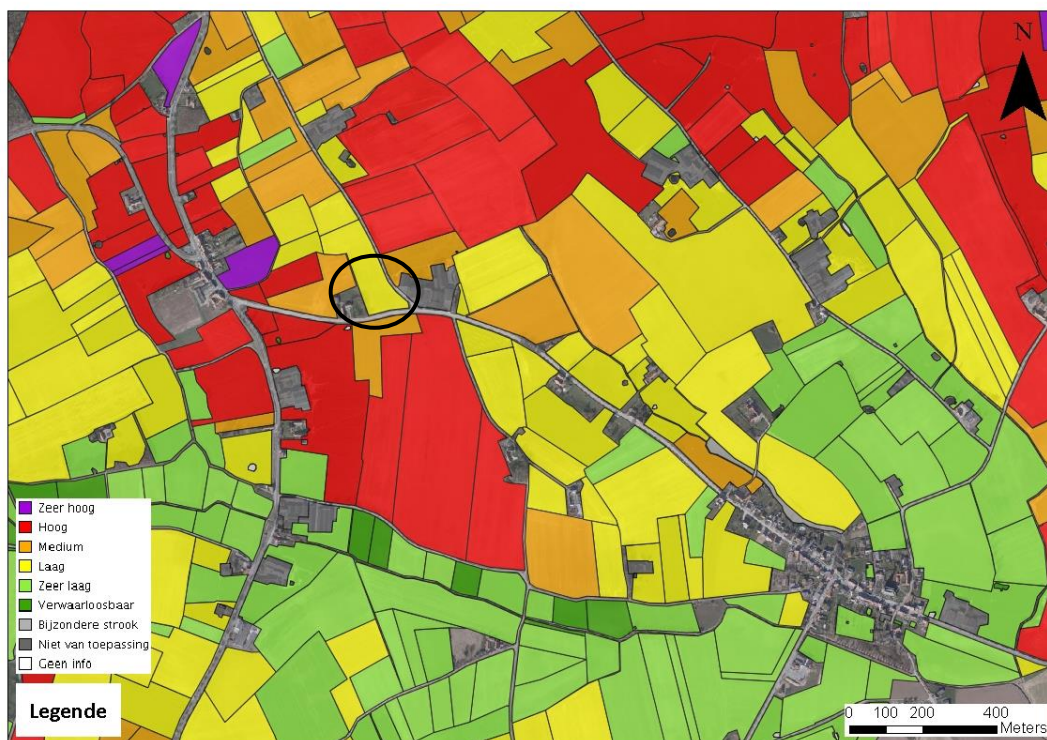 N
Zeer hoog
Hoog
Medium
Laag
Zeer laag
Verwaarloosbaar
Bijzondere strook
Niet van toepassing
Geen info
Legende
0 100 200 400
Meters